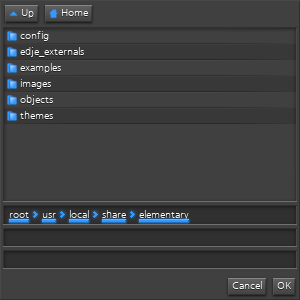 Up Home
config
edje_externals
examples
images
objects
themes
root usr local share elementary
Cancel OK